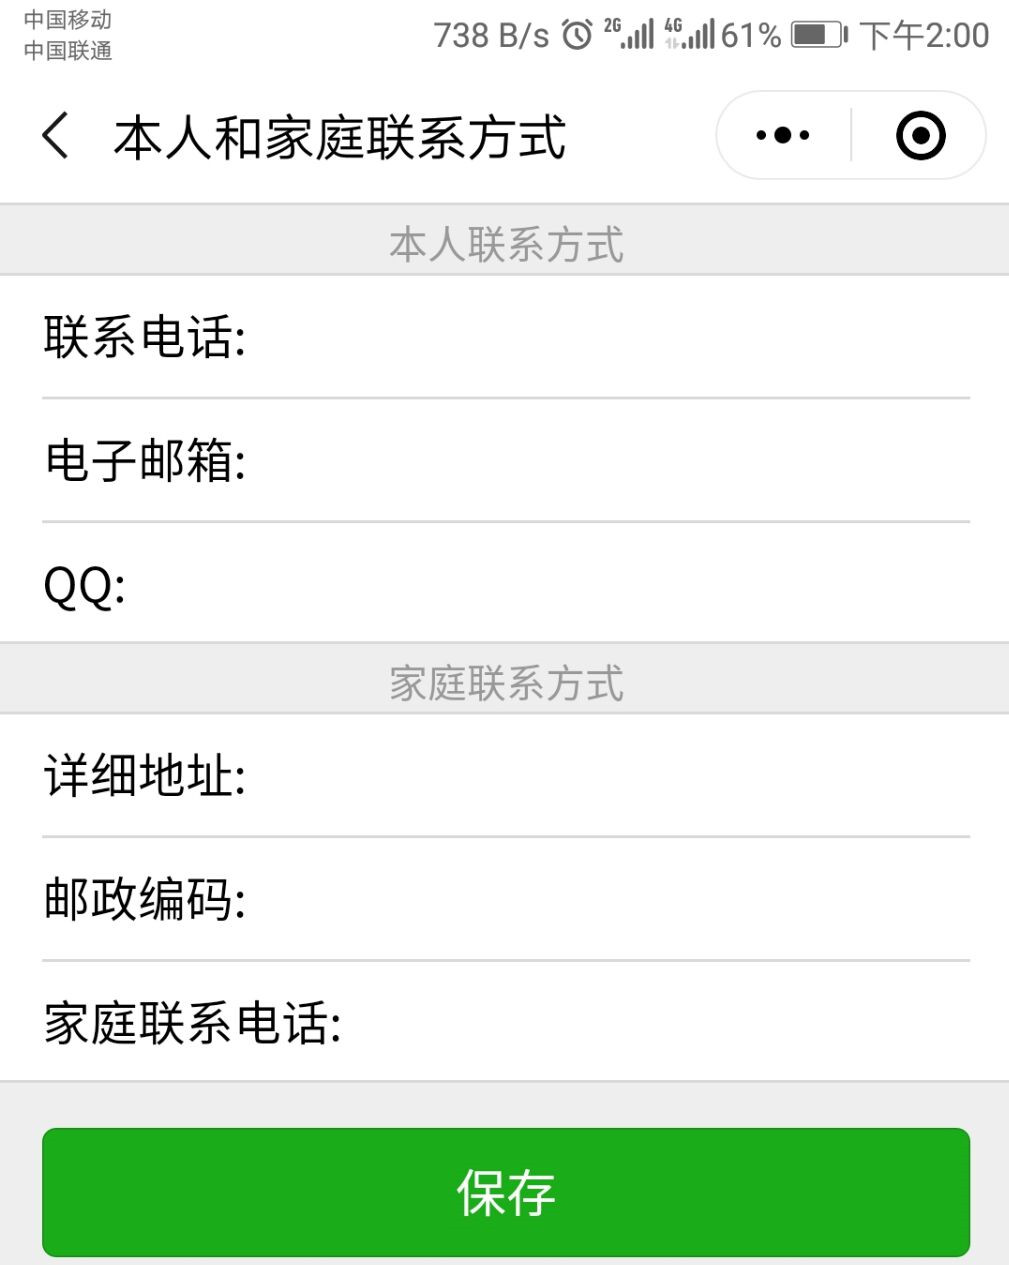 中国移动
中国联通
738 B/s 2G 4G 61% 下午2:00
本人和家庭联系方式
本人联系方式
联系电话:
电子邮箱:
QQ:
家庭联系方式
详细地址:
邮政编码:
家庭联系电话:
保存